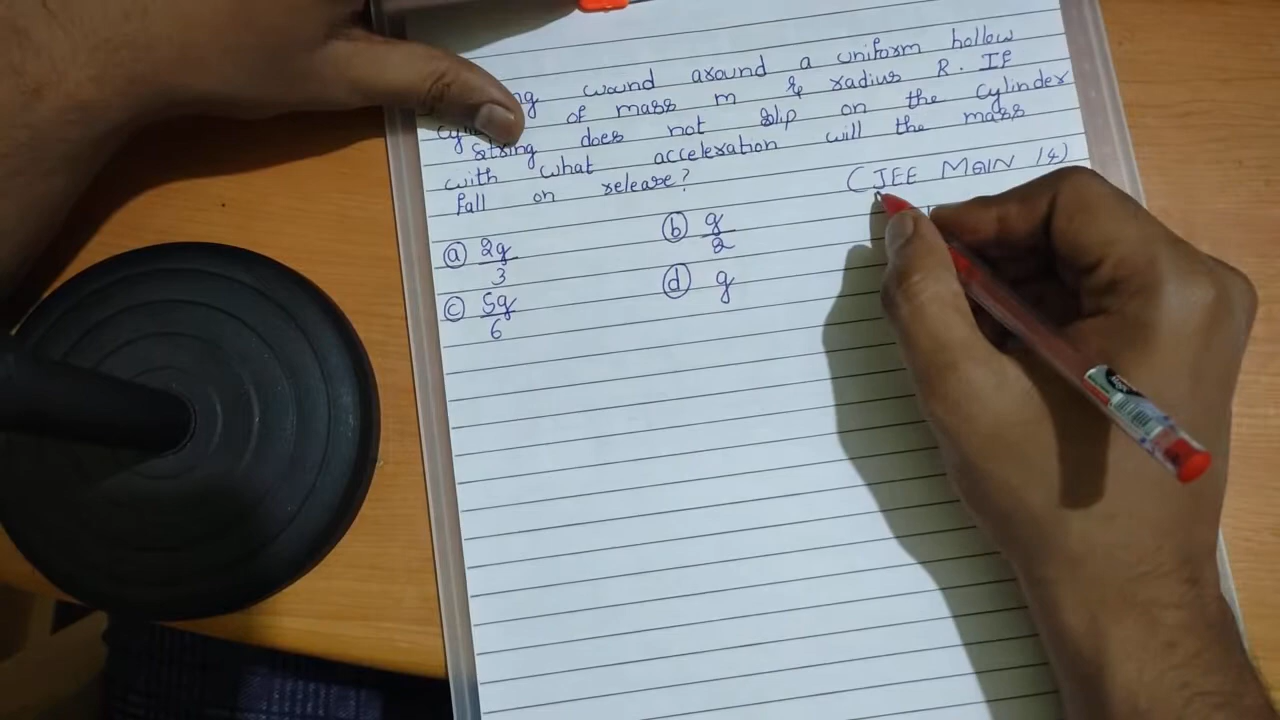 wound around a uniform hollow
of mass m & radius R. If
string does not slip on the cylinder
with what acceleration will the mass
fall on release?
(JEE MAIN 14)
ⓐ 2g/3 ⓑ g/2
ⓒ 5g/6 ⓓ g